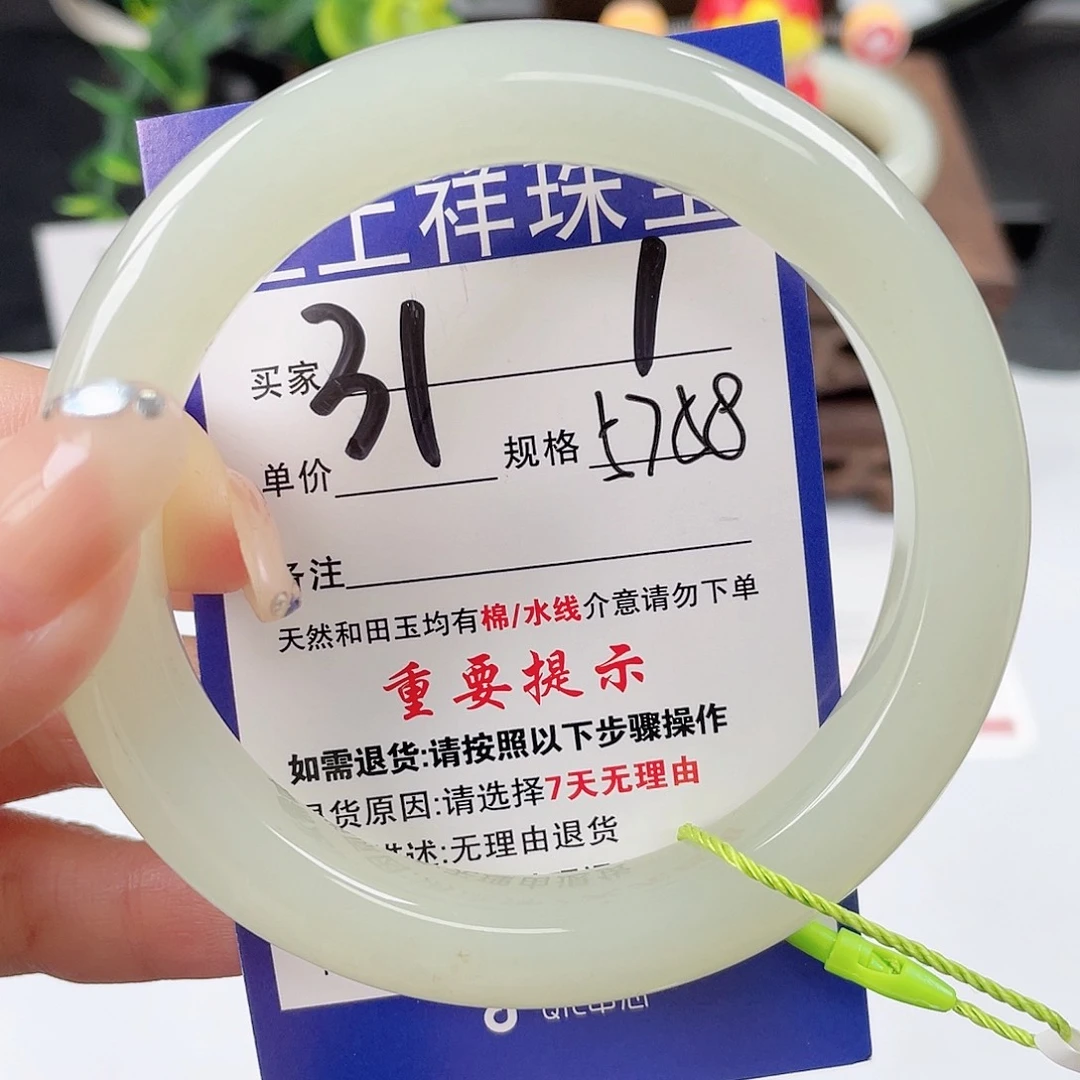 上祥珠宝
31 1
买家
单价 规格 5768
备注
天然和田玉均有棉/水线介意请勿下单
重要提示
如需退货:请按照以下步骤操作
退货原因:请选择7天无理由
述:无理由退货